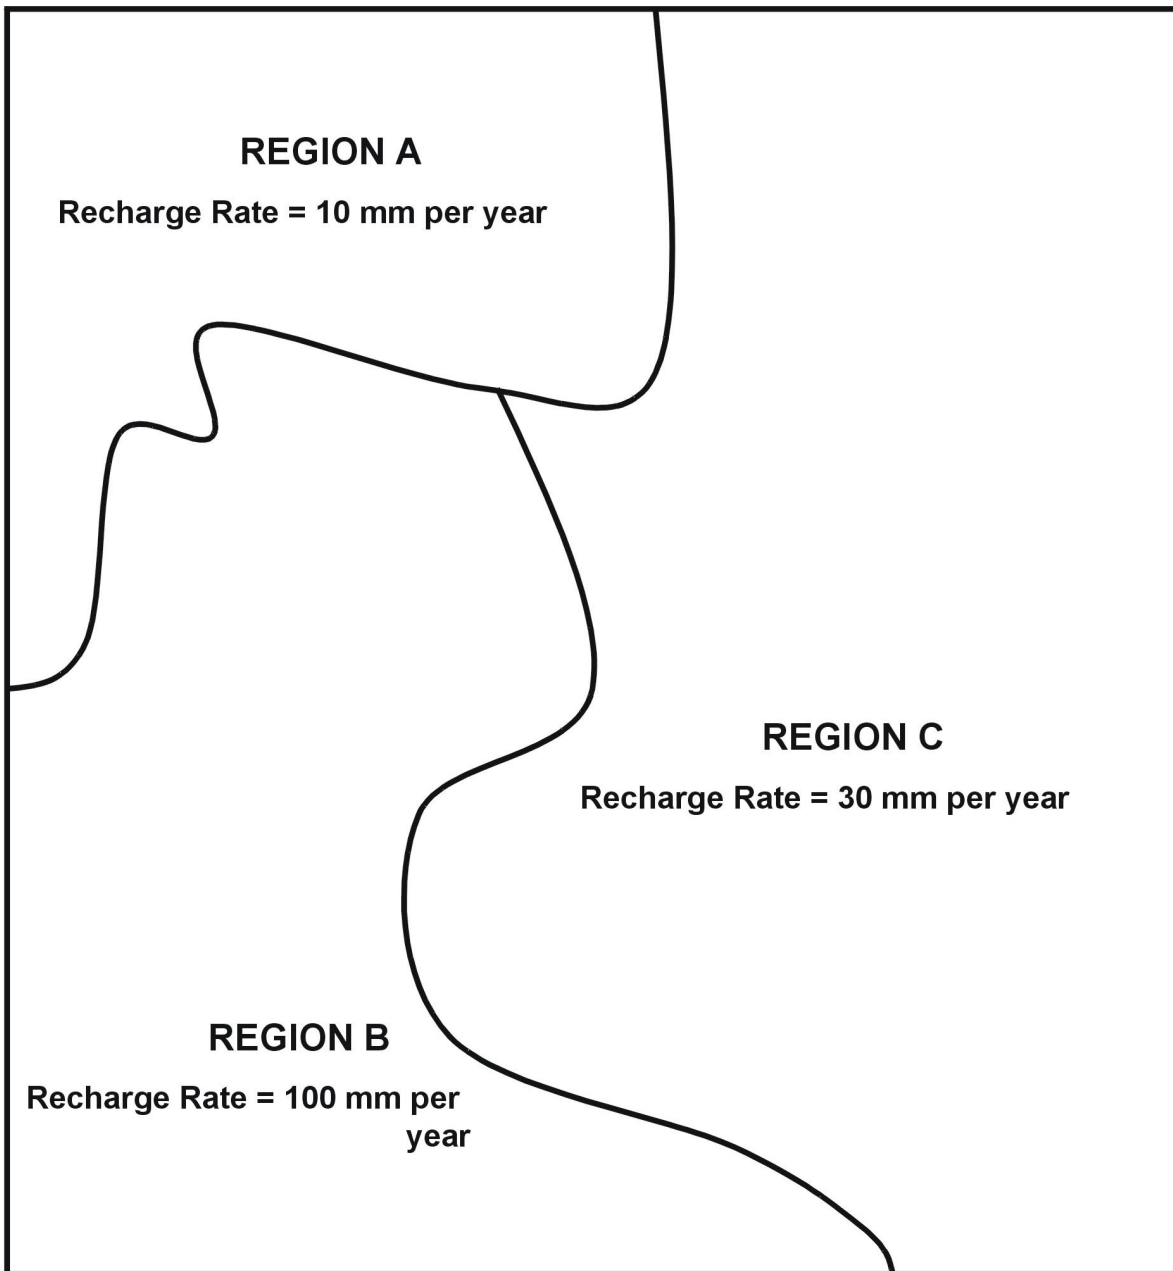 REGION A
Recharge Rate = 10 mm per year
REGION C
Recharge Rate = 30 mm per year
REGION B
Recharge Rate = 100 mm per
year